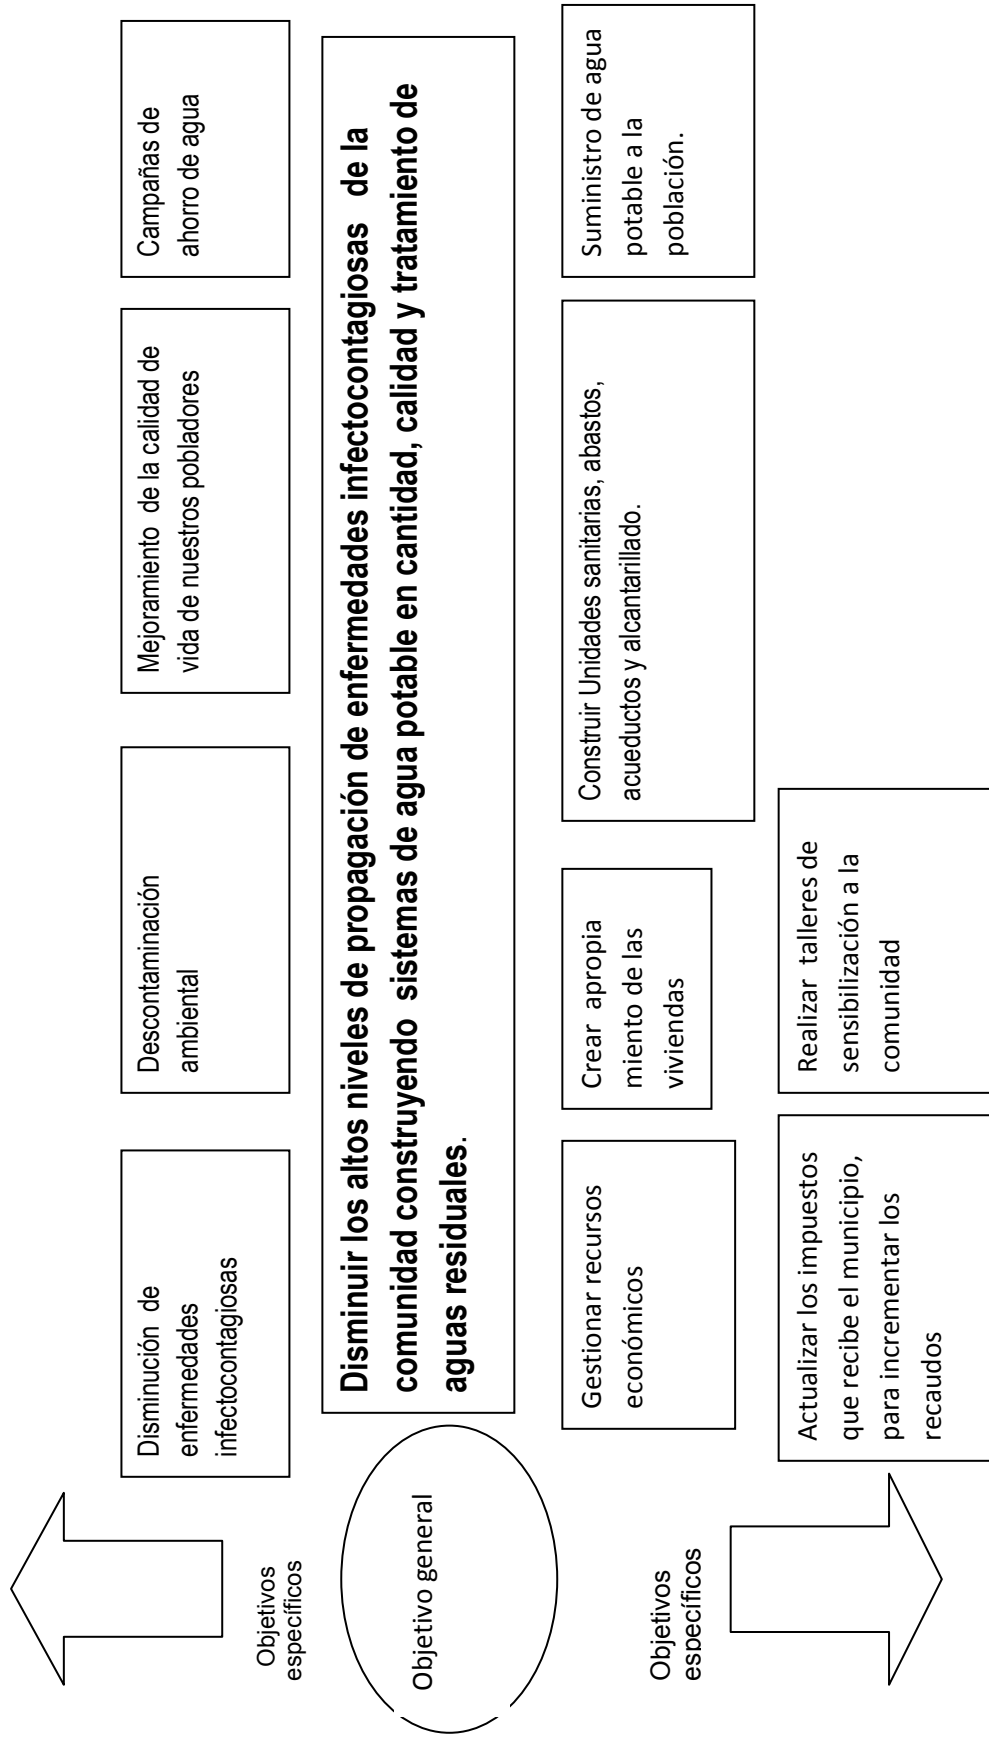 Disminución de
enfermedades
infectocontagiosas
Descontaminación
ambiental
Mejoramiento de la calidad de
vida de nuestros pobladores
Campañas de
ahorro de agua
Objetivos
específicos
Objetivo general
Disminuir los altos niveles de propagación de enfermedades infectocontagiosas de la
comunidad construyendo sistemas de agua potable en cantidad, calidad y tratamiento de
aguas residuales.
Objetivos
específicos
Gestionar recursos
económicos
Crear apropia
miento de las
viviendas
Construir Unidades sanitarias, abastos,
acueductos y alcantarillado.
Suministro de agua
potable a la
población.
Actualizar los impuestos
que recibe el municipio,
para incrementar los
recaudos
Realizar talleres de
sensibilización a la
comunidad